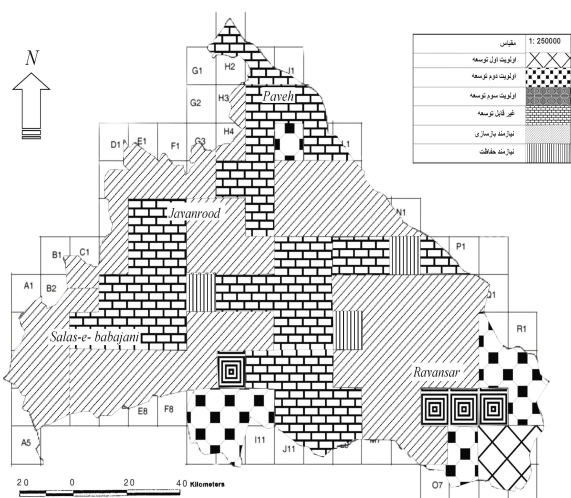 N
G1
H2
I1
G2
H3
Paveh
D1
E1
F1
G3
H4
L1
Javanrood
N1
B1
C1
P1
A1
B2
Q1
R1
Salas-e- babajani
Ravansar
E8
F8
A5
I11
J11
O7
20 0 20 40 Kilometers
مقیاس 1: 250000
اولویت اول توسعه
اولویت دوم توسعه
اولویت سوم توسعه
غیر قابل توسعه
نیازمند بازسازی
نیازمند حفاظت